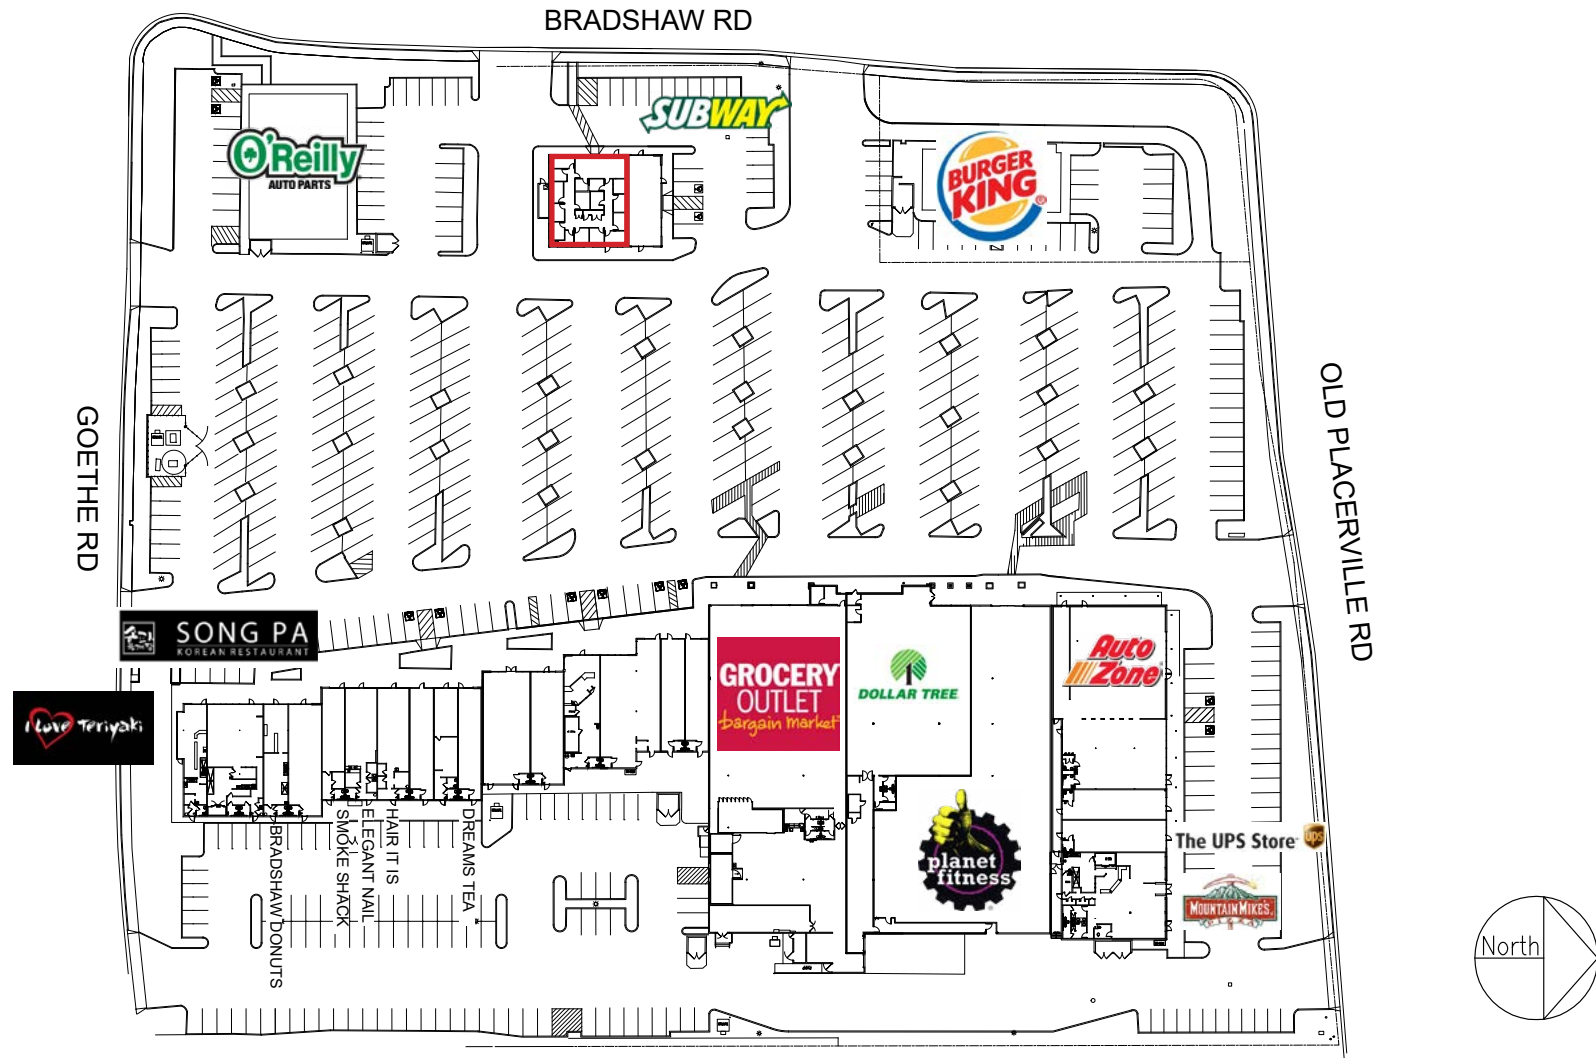 BRADSHAW RD
SUBWAY
O'Reilly
AUTO PARTS
BURGER
KING
GOETHE RD
OLD PLACERVILLE RD
SONG PA
KOREAN RESTAURANT
I Love Teriyaki
GROCERY
OUTLET
bargain market
DOLLAR TREE
Auto
Zone
BRADSHAW DONUTS
SMOKE SHACK
ELEGANT NAIL
HAIR IT IS
DREAMS TEA
planet
fitness
The UPS Store
ups
MOUNTAIN MIKE'S
North